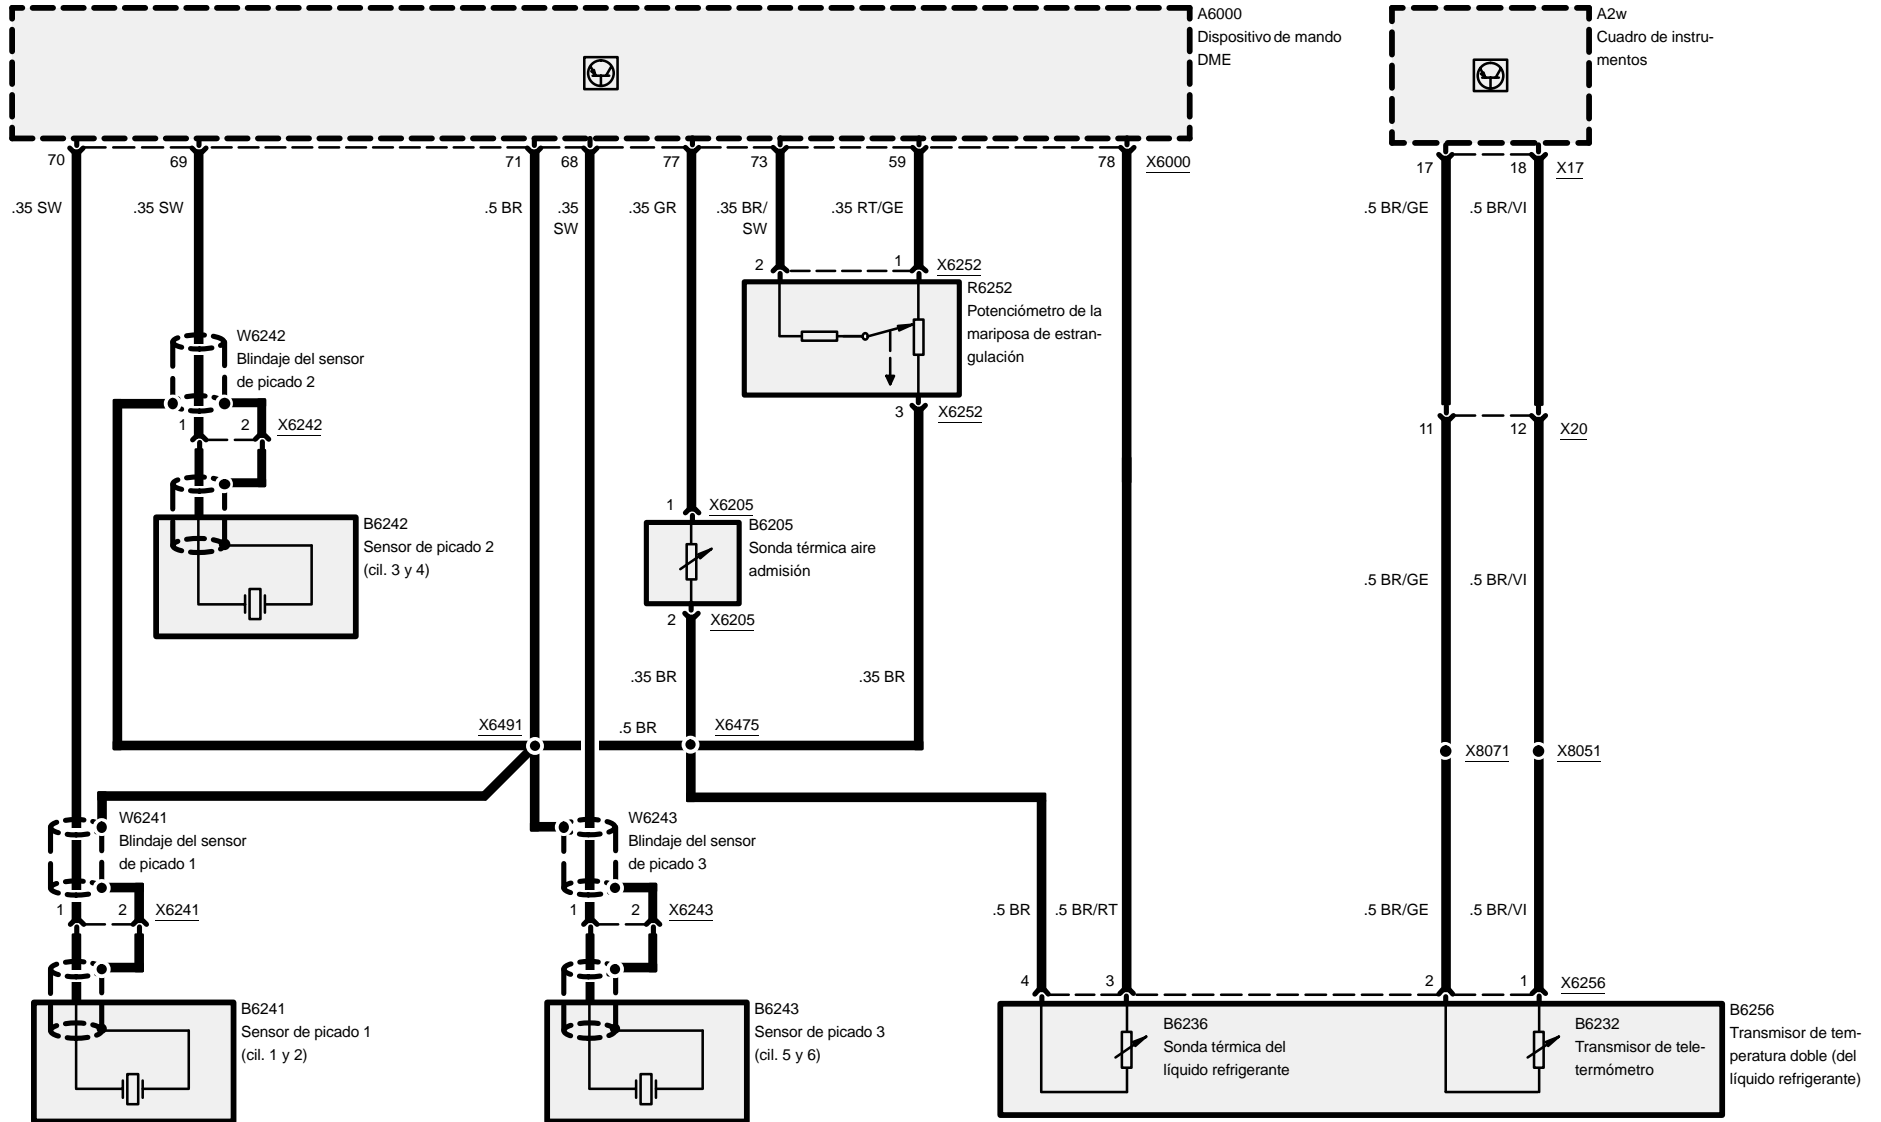 A6000
Dispositivo de mando
DME
A2w
Cuadro de instru-
mentos
70
69
71
68
77
73
59
78
X6000
17
18
X17
.35 SW
.35 SW
.5 BR
.35
SW
.35 GR
.35 BR/
SW
.35 RT/GE
.5 BR/GE
.5 BR/VI
2
1
X6252
R6252
Potenciómetro de la
mariposa de estran-
gulación
3
X6252
W6242
Blindaje del sensor
de picado 2
1
2
X6242
11
12
X20
1
X6205
B6205
Sonda térmica aire
admisión
2
X6205
B6242
Sensor de picado 2
(cil. 3 y 4)
.5 BR/GE
.5 BR/VI
.35 BR
.35 BR
X6491
.5 BR
X6475
X8071
X8051
W6241
Blindaje del sensor
de picado 1
W6243
Blindaje del sensor
de picado 3
1
2
X6241
1
2
X6243
.5 BR
.5 BR/RT
.5 BR/GE
.5 BR/VI
4
3
2
1
X6256
B6241
Sensor de picado 1
(cil. 1 y 2)
B6243
Sensor de picado 3
(cil. 5 y 6)
B6236
Sonda térmica del
líquido refrigerante
B6232
Transmisor de tele-
termómetro
B6256
Transmisor de tem-
peratura doble (del
líquido refrigerante)